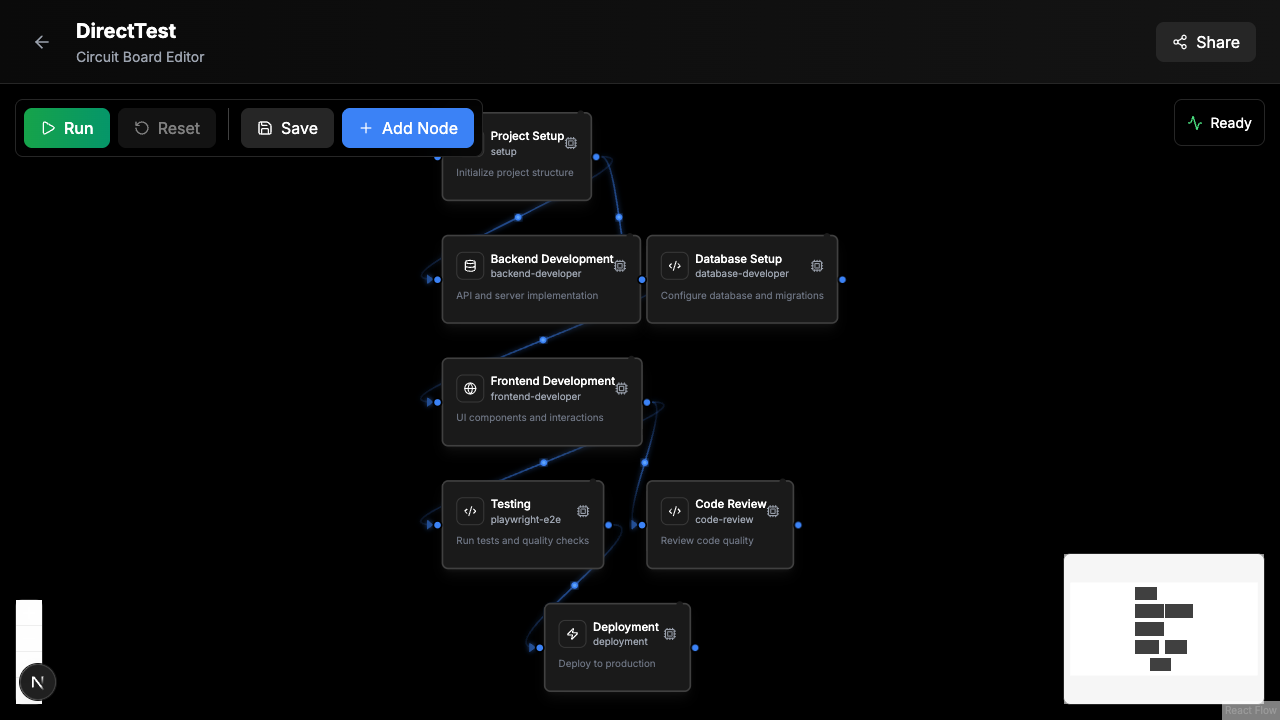 DirectTest
Circuit Board Editor
Share
Run
Reset
Save
Add Node
Ready
Project Setup
setup
Initialize project structure
Backend Development
backend-developer
API and server implementation
Database Setup
database-developer
Configure database and migrations
Frontend Development
frontend-developer
UI components and interactions
Testing
playwright-e2e
Run tests and quality checks
Code Review
code-review
Review code quality
Deployment
deployment
Deploy to production
N
React Flow